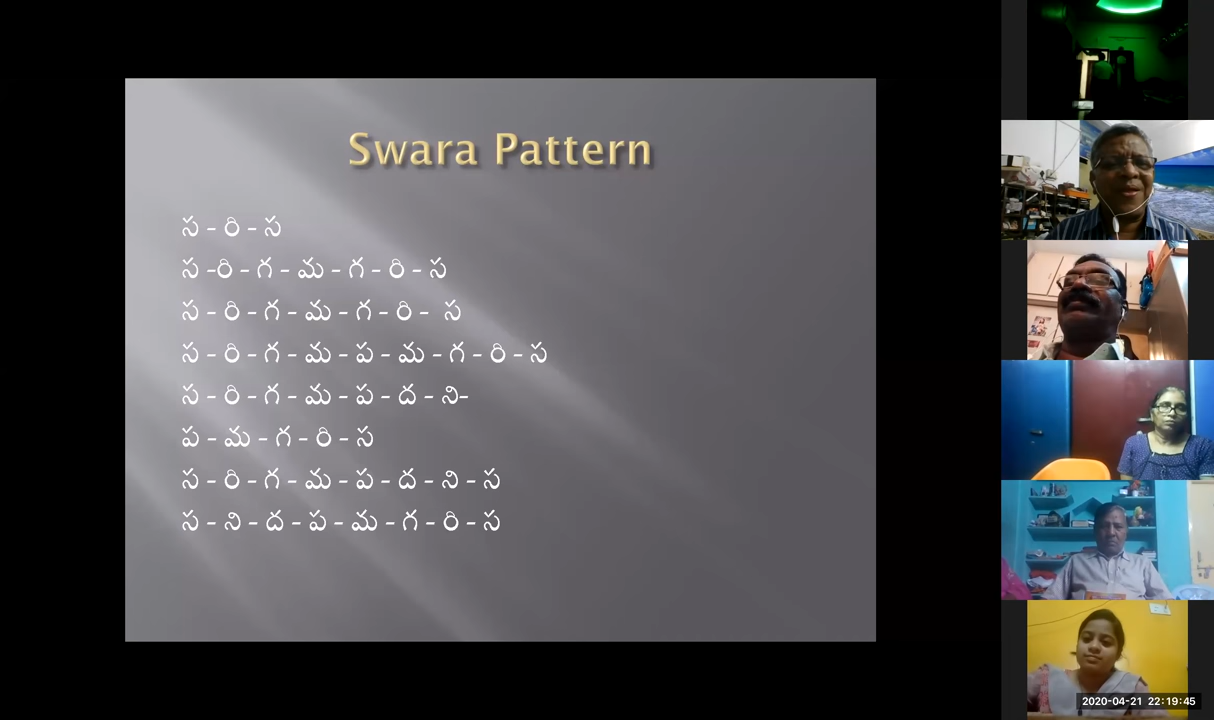 Swara Pattern
స - రి - స
స -రి - గ - మ - గ - రి - స
స - రి - గ - మ - గ - రి -  స
స - రి - గ - మ - ప - మ - గ - రి - స
స - రి - గ - మ - ప - ద - ని-
ప - మ - గ - రి - స
స - రి - గ - మ - ప - ద - ని - స
స - ని - ద - ప - మ - గ - రి - స
2020-04-21 22:19:45